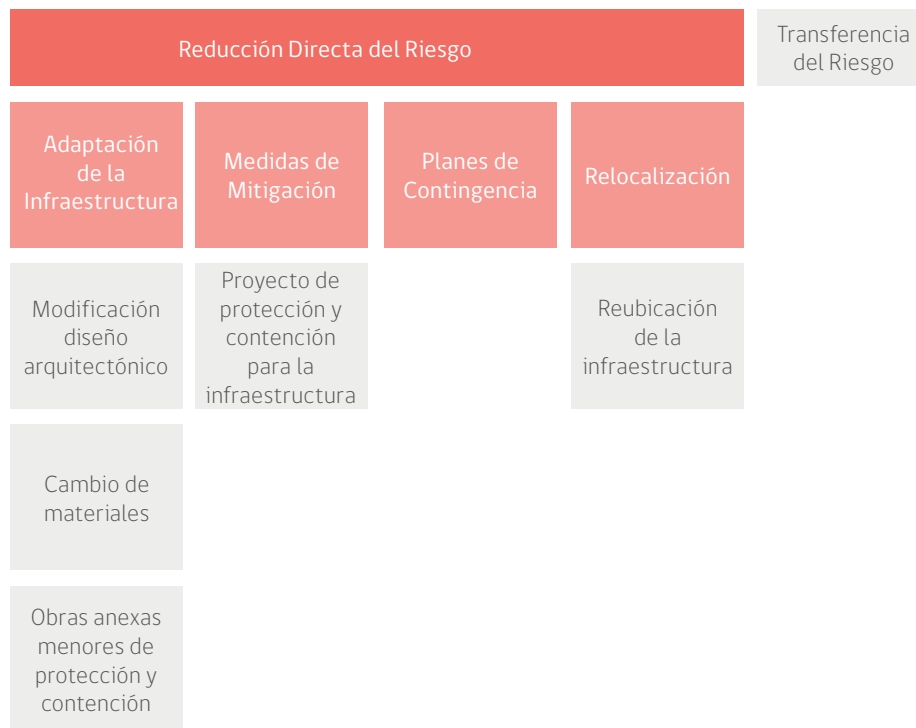 Reducción Directa del Riesgo
Transferencia
del Riesgo
Adaptación
de la
Infraestructura
Medidas de
Mitigación
Planes de
Contingencia
Relocalización
Modificación
diseño
arquitectónico
Proyecto de
protección y
contención
para la
infraestructura
Reubicación
de la
infraestructura
Cambio de
materiales
Obras anexas
menores de
protección y
contención